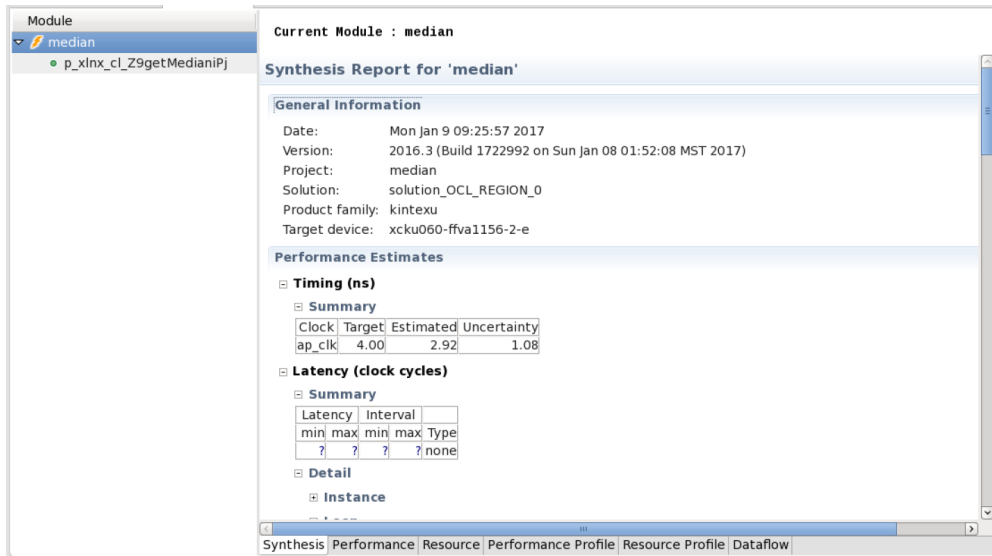 Module
median
p_xlnx_cl_Z9getMedianiPj
Current Module : median
Synthesis Report for 'median'
General Information
Date: Mon Jan 9 09:25:57 2017
Version: 2016.3 (Build 1722992 on Sun Jan 08 01:52:08 MST 2017)
Project: median
Solution: solution_OCL_REGION_0
Product family: kintexu
Target device: xcku060-ffva1156-2-e
Performance Estimates
Timing (ns)
Summary
Clock Target Estimated Uncertainty
ap_clk 4.00 2.92 1.08
Latency (clock cycles)
Summary
Latency Interval
min max min max Type
? ? ? ? none
Detail
Instance
Synthesis Performance Resource Performance Profile Resource Profile Dataflow